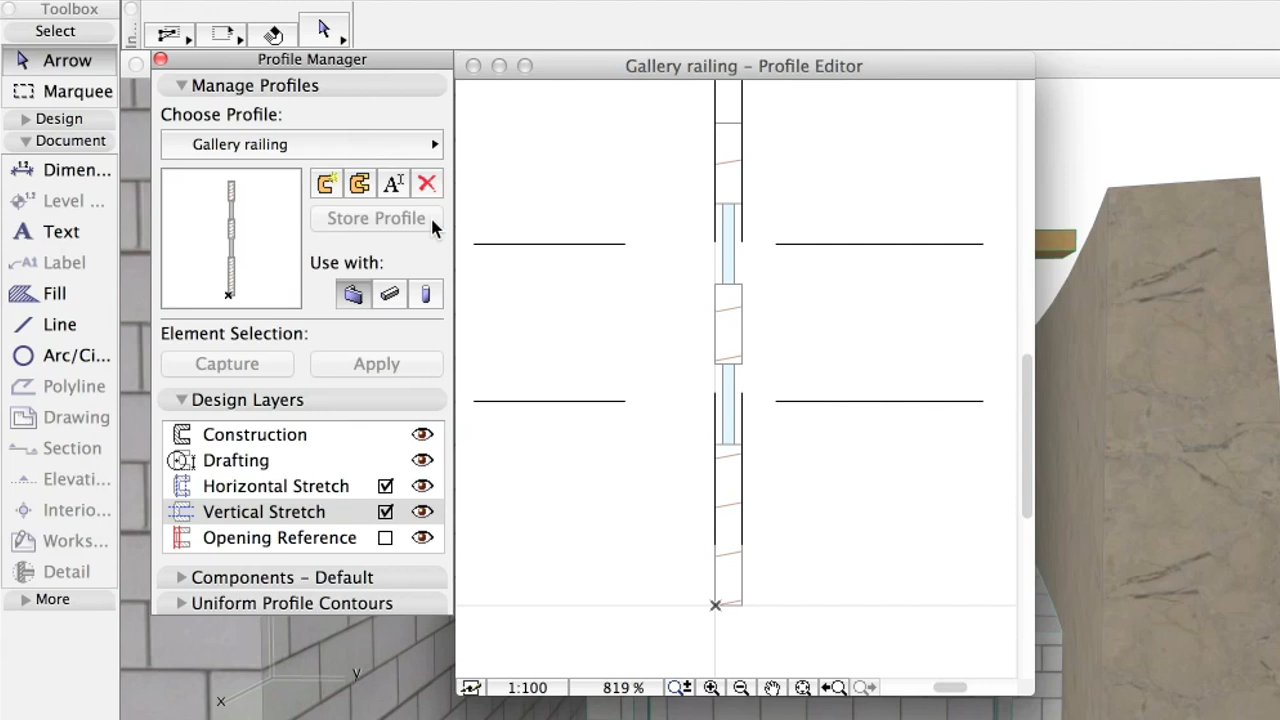 Toolbox
Select
Arrow
Marquee
Design
Document
Dimen...
Level ...
Text
Label
Fill
Line
Arc/Ci...
Polyline
Drawing
Section
Elevati...
Interio...
Works...
Detail
More
Profile Manager
Manage Profiles
Choose Profile:
Gallery railing
Store Profile
Use with:
Element Selection:
Capture
Apply
Design Layers
Construction
Drafting
Horizontal Stretch
Vertical Stretch
Opening Reference
Components – Default
Uniform Profile Contours
Gallery railing – Profile Editor
1:100
819 %
x
y